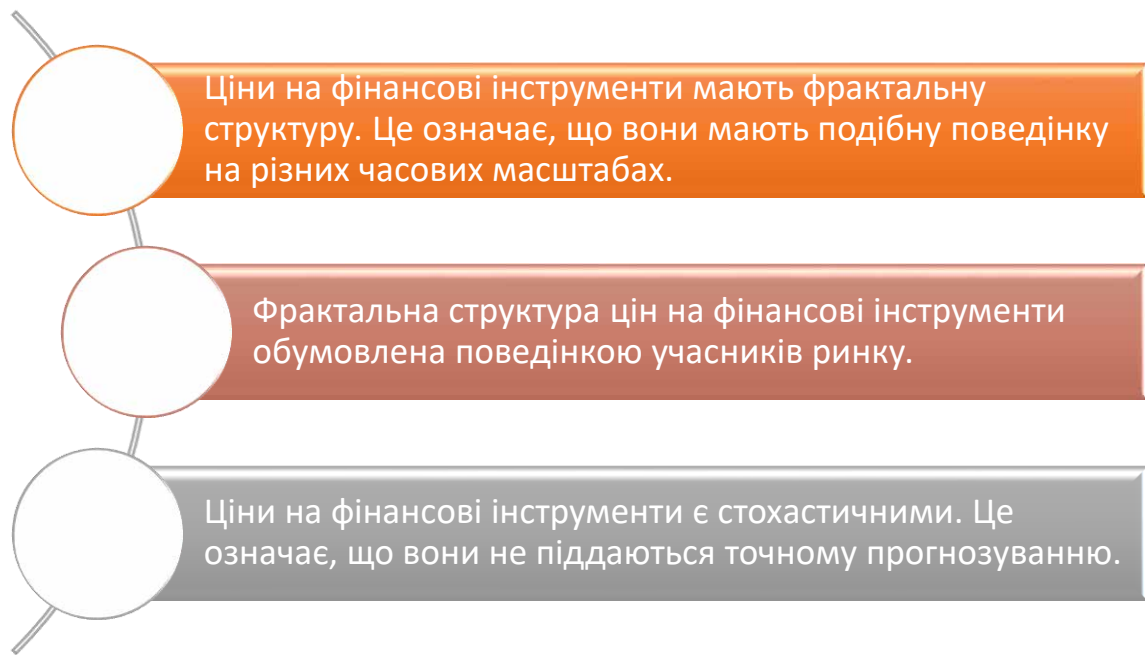 Ціни на фінансові інструменти мають фрактальну
структуру. Це означає, що вони мають подібну поведінку
на різних часових масштабах.
Фрактальна структура цін на фінансові інструменти
обумовлена поведінкою учасників ринку.
Ціни на фінансові інструменти є стохастичними. Це
означає, що вони не піддаються точному прогнозуванню.